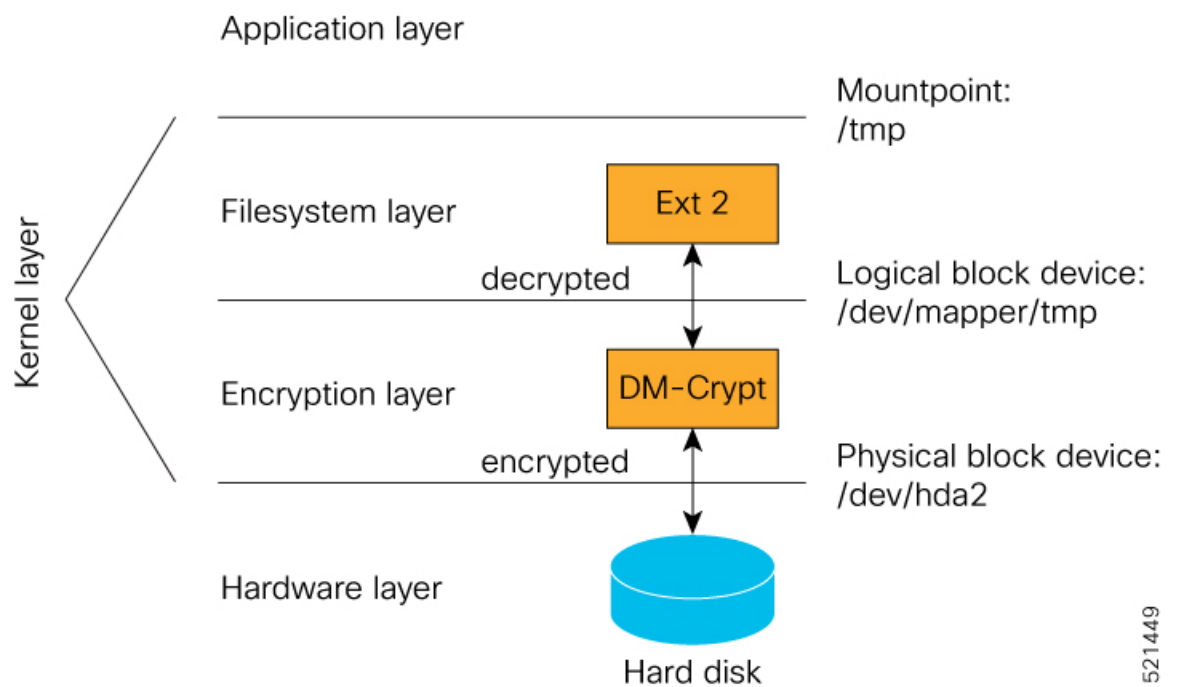 Application layer
Mountpoint:
/tmp
Kernel layer
Filesystem layer
Ext 2
decrypted
Logical block device:
/dev/mapper/tmp
Encryption layer
DM-Crypt
encrypted
Physical block device:
/dev/hda2
Hardware layer
Hard disk
521449